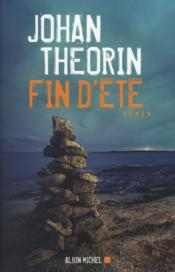 JOHAN
THEORIN
FIN D'ÉTÉ
ROMAN
ALBIN MICHEL